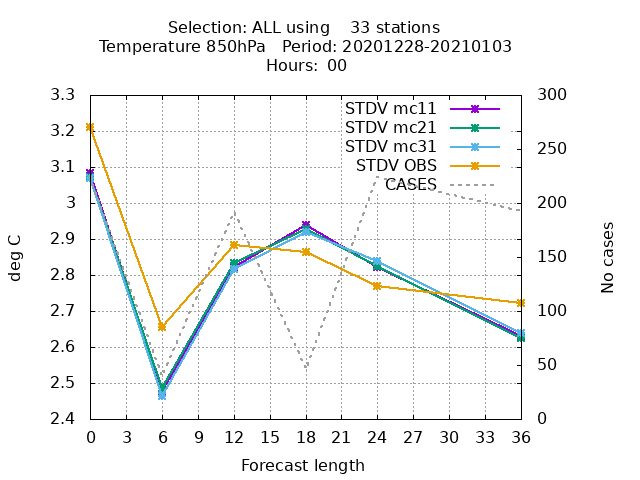 Selection: ALL using    33 stations
Temperature 850hPa   Period: 20201228-20210103
Hours: 00
3.3
3.2
3.1
3
2.9
2.8
2.7
2.6
2.5
2.4
deg C
STDV mc11
STDV mc21
STDV mc31
STDV OBS
CASES
300
250
200
150
100
50
0
No cases
0 3 6 9 12 15 18 21 24 27 30 33 36
Forecast length